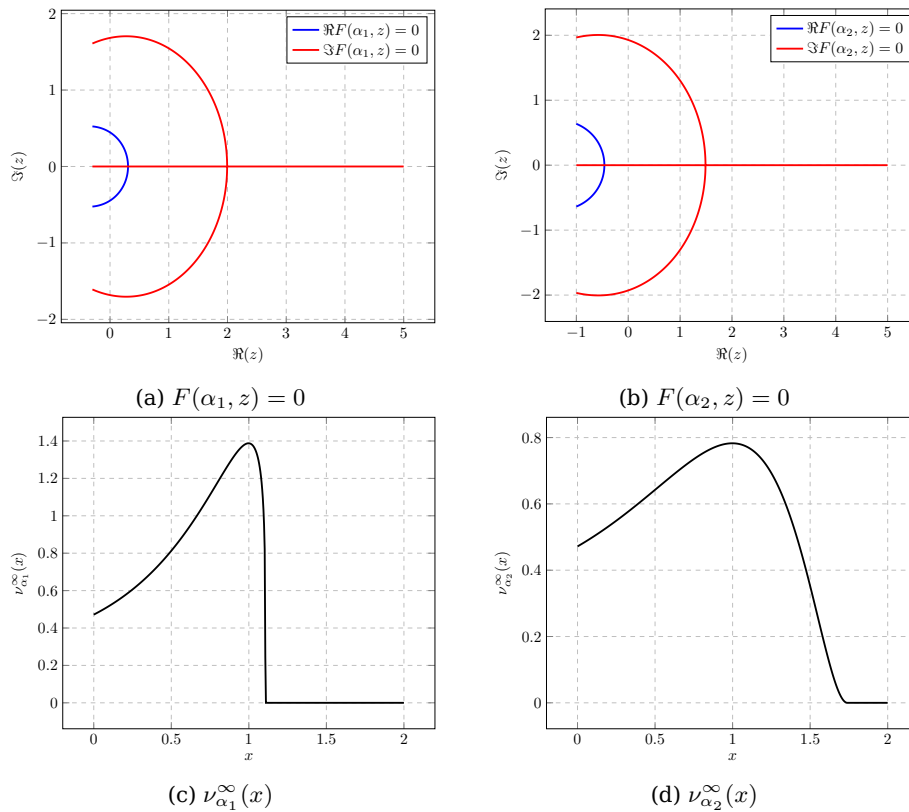 ℜF(α₁, z) = 0
ℑF(α₁, z) = 0
2
1
0
−1
−2
ℑ(z)
0 1 2 3 4 5
ℜ(z)
(a) F(α₁, z) = 0
ℜF(α₂, z) = 0
ℑF(α₂, z) = 0
2
1
0
−1
−2
ℑ(z)
−1 0 1 2 3 4 5
ℜ(z)
(b) F(α₂, z) = 0
1.4
1.2
1
0.8
0.6
0.4
0.2
0
ν^∞_{α₁}(x)
0 0.5 1 1.5 2
x
(c) ν^∞_{α₁}(x)
0.8
0.6
0.4
0.2
0
ν^∞_{α₂}(x)
0 0.5 1 1.5 2
x
(d) ν^∞_{α₂}(x)